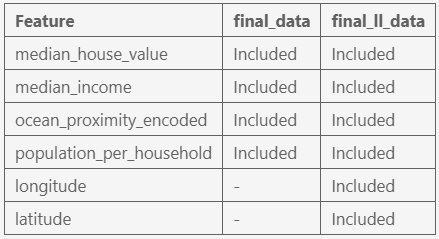 Feature final_data final_ll_data
median_house_value Included Included
median_income Included Included
ocean_proximity_encoded Included Included
population_per_household Included Included
longitude - Included
latitude - Included